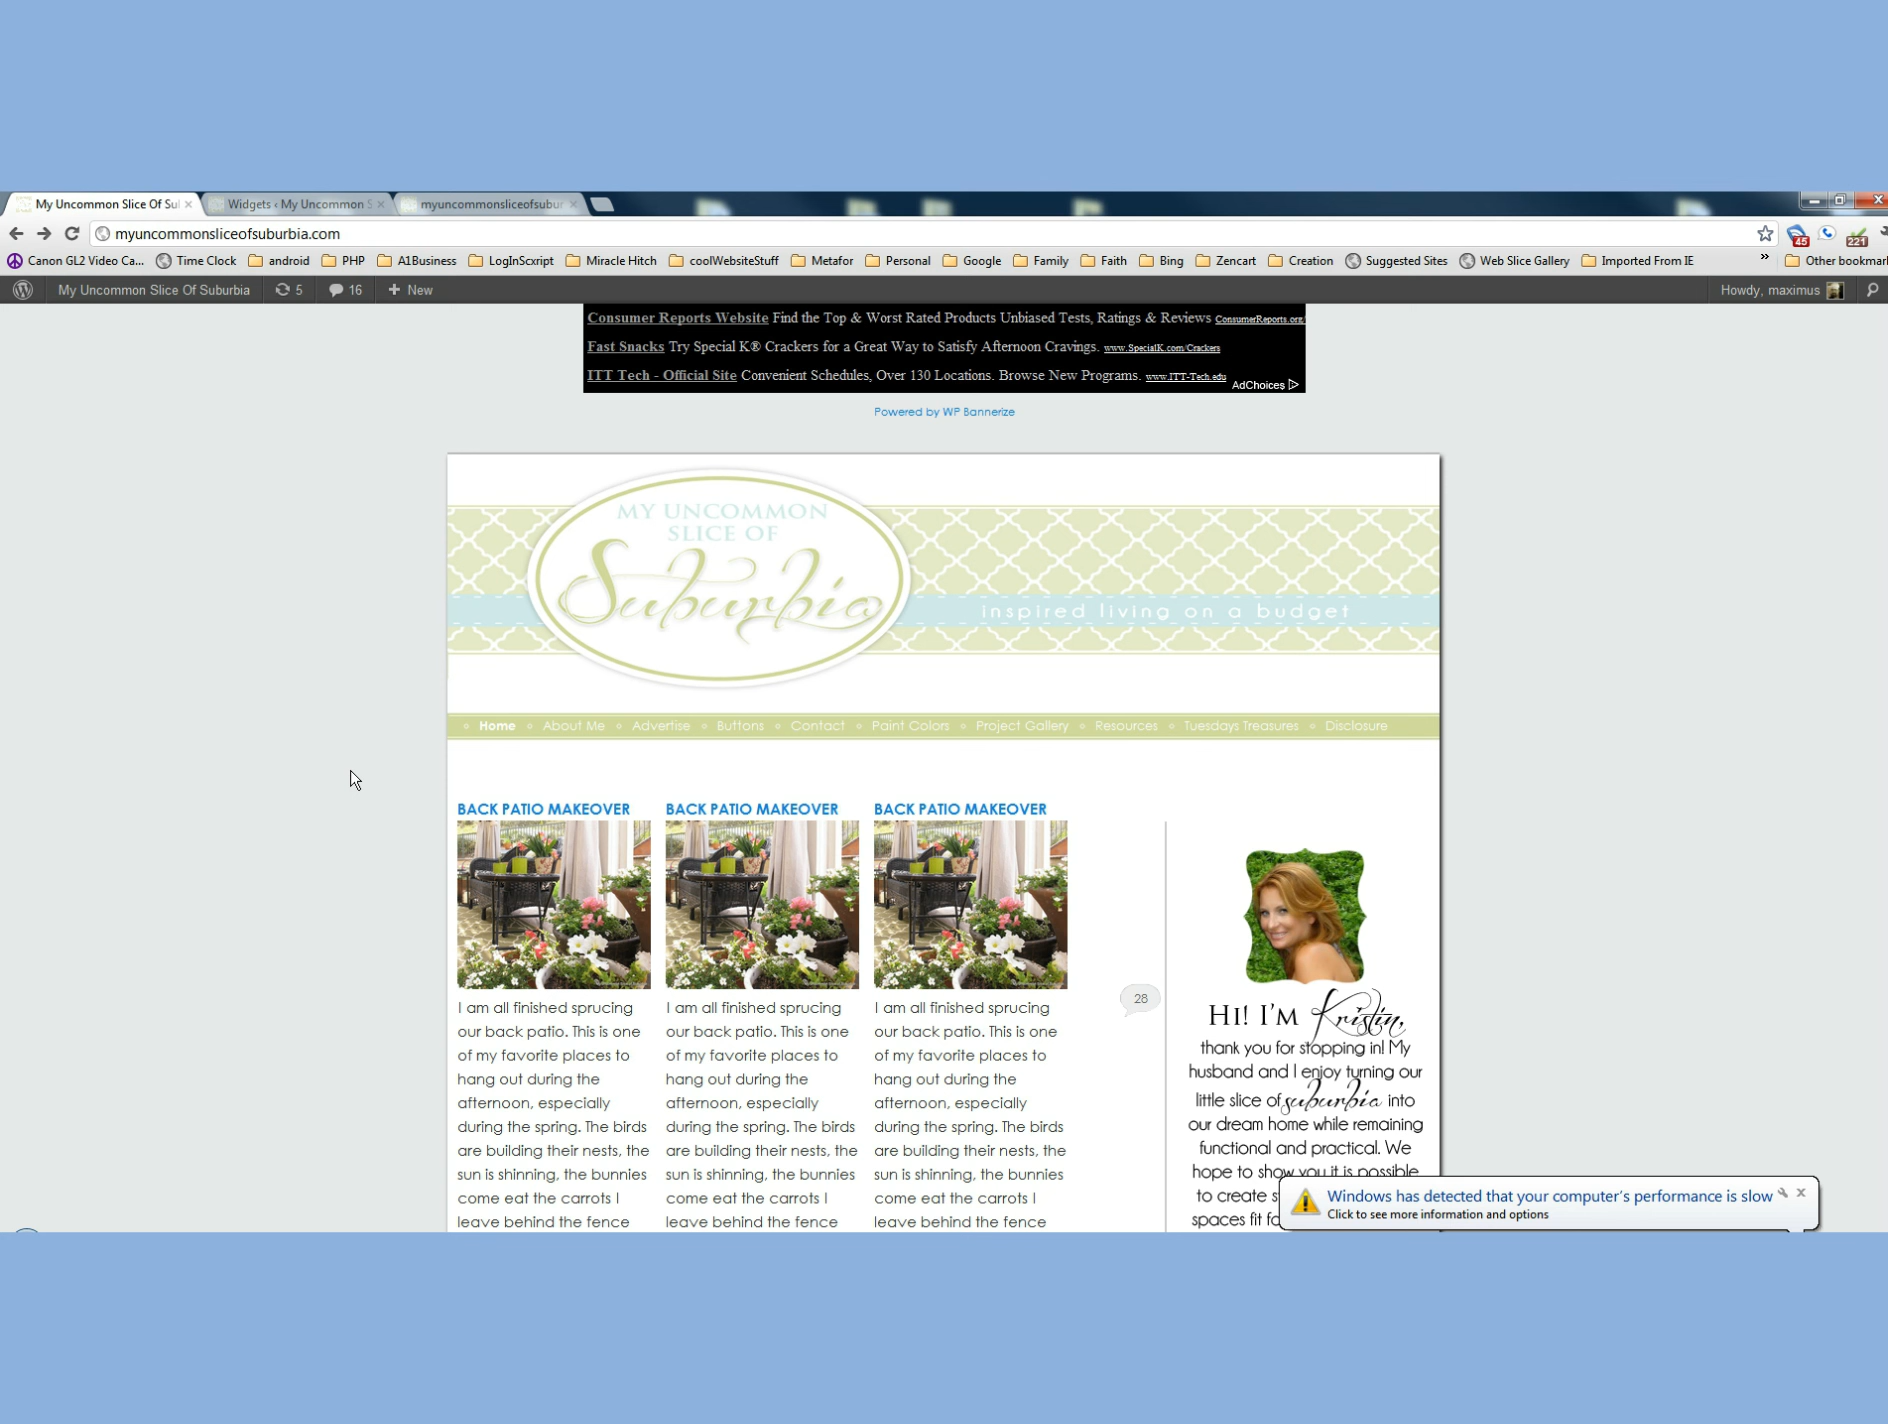 My Uncommon Slice Of Sul
Widgets ‹ My Uncommon S
myuncommonsliceofsubur
myuncommonsliceofsuburbia.com
45
221
Canon GL2 Video Ca... Time Clock android PHP A1Business LogInScxript Miracle Hitch coolWebsiteStuff Metafor Personal Google Family Faith Bing Zencart Creation Suggested Sites Web Slice Gallery Imported From IE » Other bookmar
My Uncommon Slice Of Suburbia 5 16 + New Howdy, maximus
Consumer Reports Website Find the Top & Worst Rated Products Unbiased Tests, Ratings & Reviews ConsumerReports.org/
Fast Snacks Try Special K® Crackers for a Great Way to Satisfy Afternoon Cravings. www.SpecialK.com/Crackers
ITT Tech - Official Site Convenient Schedules, Over 130 Locations. Browse New Programs. www.ITT-Tech.edu
AdChoices
Powered by WP Bannerize
MY UNCOMMON
SLICE OF
Suburbia
inspired living on a budget
Home About Me Advertise Buttons Contact Paint Colors Project Gallery Resources Tuesdays Treasures Disclosure
BACK PATIO MAKEOVER
I am all finished sprucing
our back patio. This is one
of my favorite places to
hang out during the
afternoon, especially
during the spring. The birds
are building their nests, the
sun is shinning, the bunnies
come eat the carrots I
leave behind the fence
BACK PATIO MAKEOVER
I am all finished sprucing
our back patio. This is one
of my favorite places to
hang out during the
afternoon, especially
during the spring. The birds
are building their nests, the
sun is shinning, the bunnies
come eat the carrots I
leave behind the fence
BACK PATIO MAKEOVER
I am all finished sprucing
our back patio. This is one
of my favorite places to
hang out during the
afternoon, especially
during the spring. The birds
are building their nests, the
sun is shinning, the bunnies
come eat the carrots I
leave behind the fence
28
HI! I'M Kristin,
thank you for stopping in! My
husband and I enjoy turning our
little slice of suburbia into
our dream home while remaining
functional and practical. We
hope to show you it is possible
to create s
spaces fit fo
Windows has detected that your computer's performance is slow
Click to see more information and options